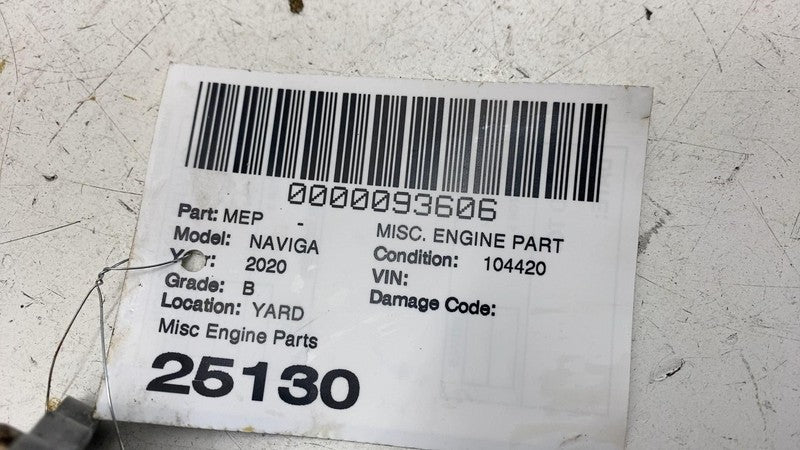 0000093606
Part: MEP - MISC. ENGINE PART
Model: NAVIGA Condition: 104420
Year: 2020 VIN:
Grade: B Damage Code:
Location: YARD
Misc Engine Parts
25130